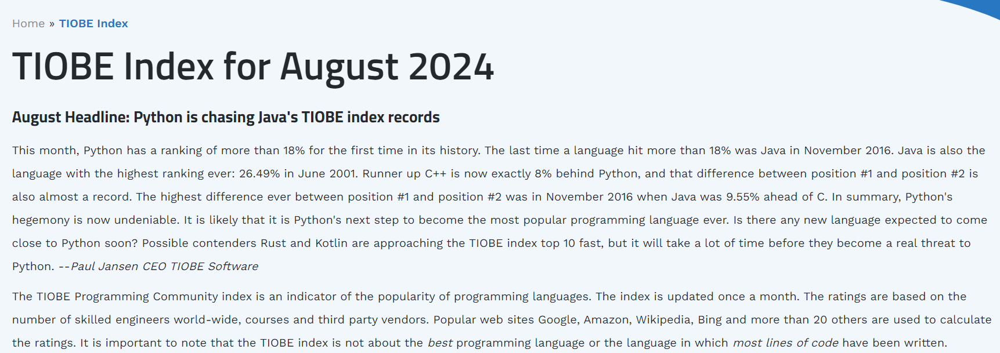 Home » TIOBE Index
TIOBE Index for August 2024
August Headline: Python is chasing Java's TIOBE index records
This month, Python has a ranking of more than 18% for the first time in its history. The last time a language hit more than 18% was Java in November 2016. Java is also the
language with the highest ranking ever: 26.49% in June 2001. Runner up C++ is now exactly 8% behind Python, and that difference between position #1 and position #2 is
also almost a record. The highest difference ever between position #1 and position #2 was in November 2016 when Java was 9.55% ahead of C. In summary, Python's
hegemony is now undeniable. It is likely that it is Python's next step to become the most popular programming language ever. Is there any new language expected to come
close to Python soon? Possible contenders Rust and Kotlin are approaching the TIOBE index top 10 fast, but it will take a lot of time before they become a real threat to
Python. --Paul Jansen CEO TIOBE Software
The TIOBE Programming Community index is an indicator of the popularity of programming languages. The index is updated once a month. The ratings are based on the
number of skilled engineers world-wide, courses and third party vendors. Popular web sites Google, Amazon, Wikipedia, Bing and more than 20 others are used to calculate
the ratings. It is important to note that the TIOBE index is not about the best programming language or the language in which most lines of code have been written.